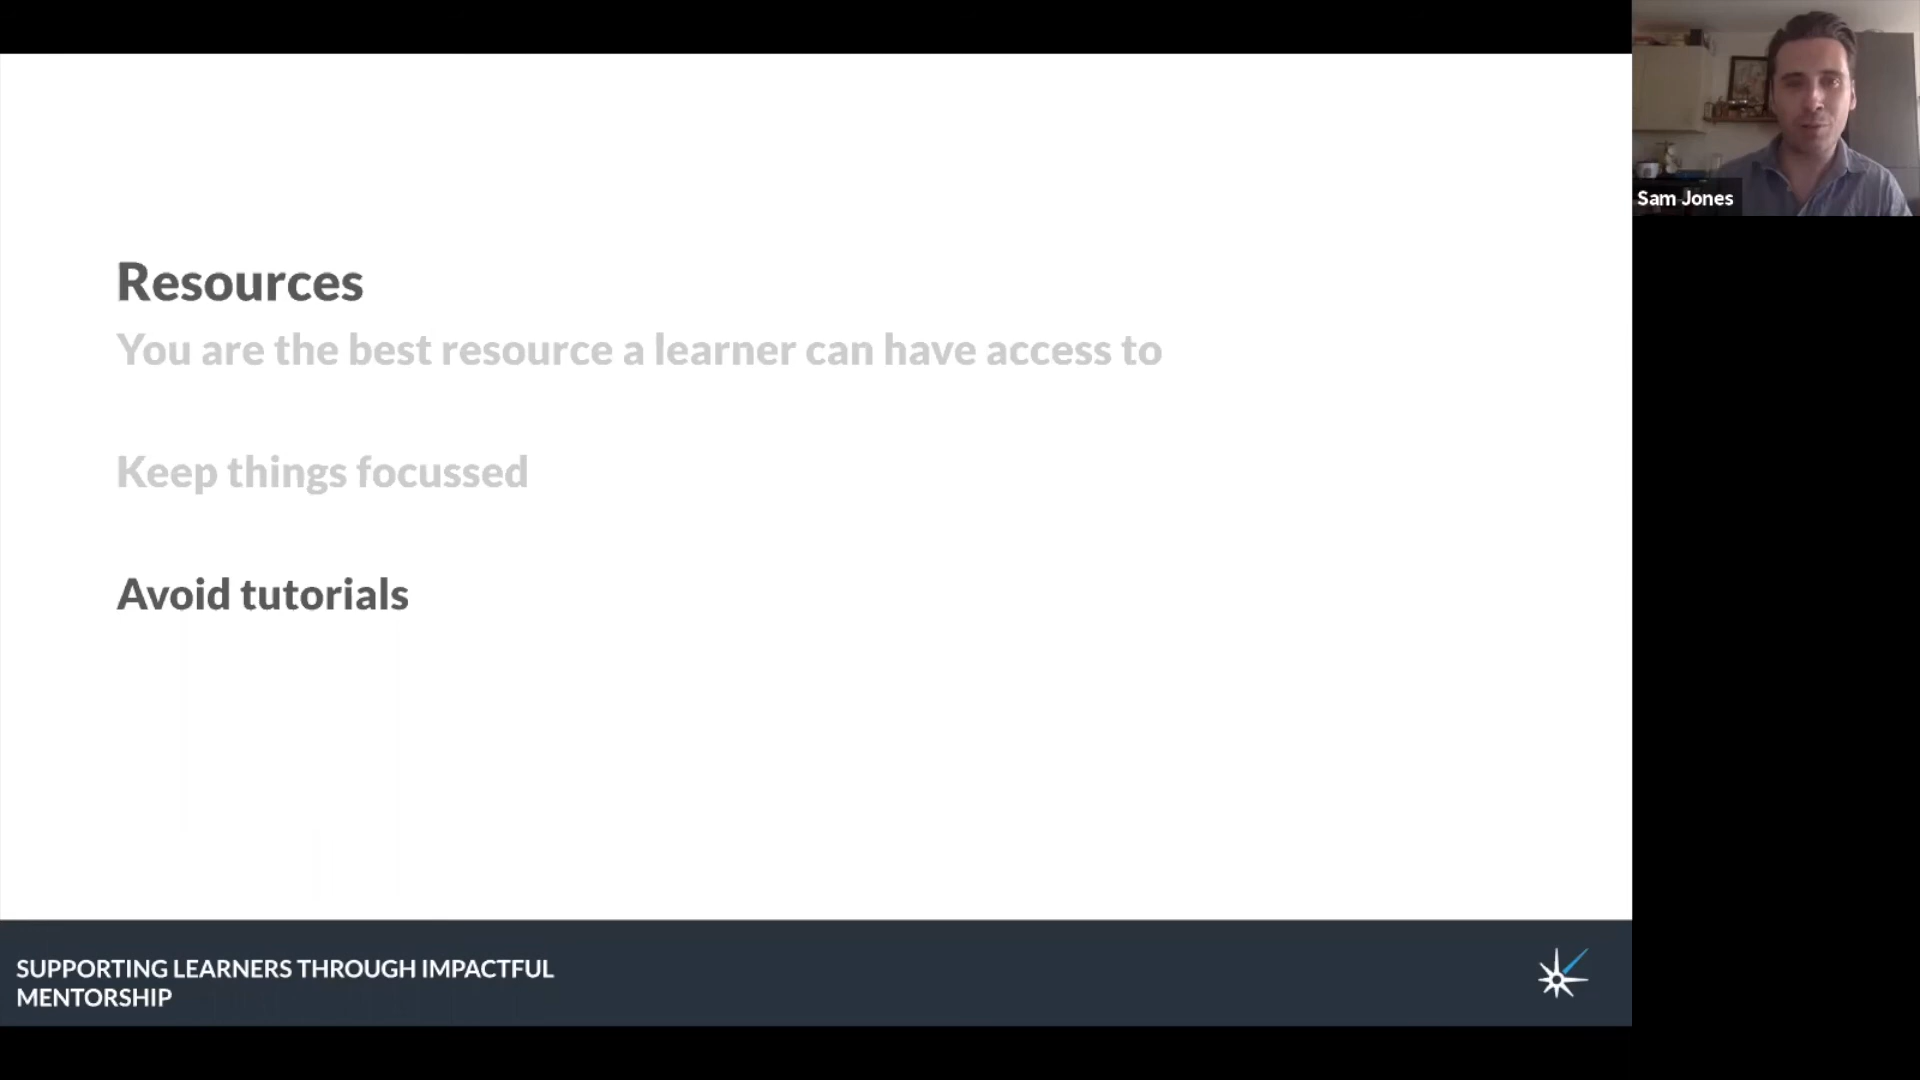 Resources
You are the best resource a learner can have access to
Keep things focussed
Avoid tutorials
SUPPORTING LEARNERS THROUGH IMPACTFUL
MENTORSHIP
Sam Jones